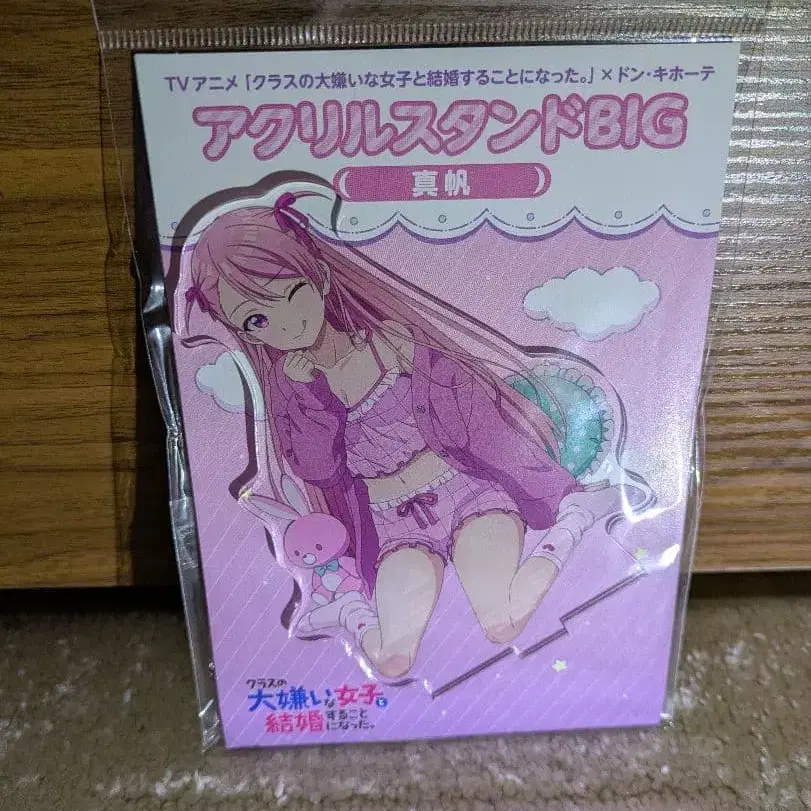 TVアニメ「クラスの大嫌いな女子と結婚することになった。」×ドン・キホーテ
アクリルスタンドBIG
真帆
クラスの
大嫌いな女子と
結婚することになった。